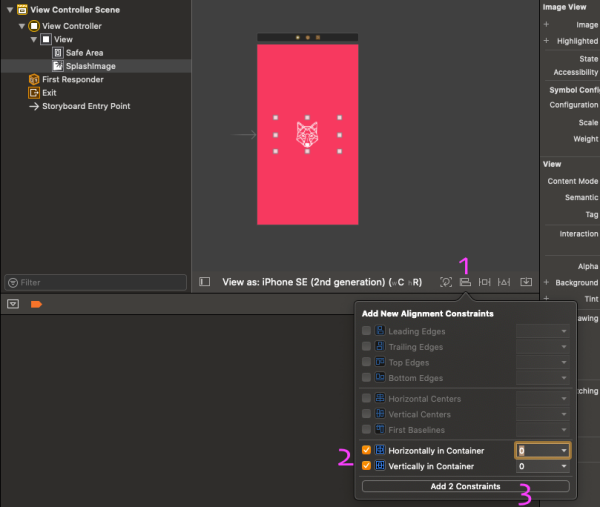 View Controller Scene
View Controller
View
Safe Area
SplashImage
First Responder
Exit
Storyboard Entry Point
Filter
View as: iPhone SE (2nd generation) (wC hR)
1
Add New Alignment Constraints
Leading Edges
Trailing Edges
Top Edges
Bottom Edges
Horizontal Centers
Vertical Centers
First Baselines
2
Horizontally in Container 0
Vertically in Container 0
Add 2 Constraints
3
Image View
+ Image
+ Highlighted
State
Accessibility
Symbol Confi
Configuration
Scale
Weight
View
Content Mode
Semantic
Tag
Interaction
Alpha
+ Background
+ Tint
awing
tching